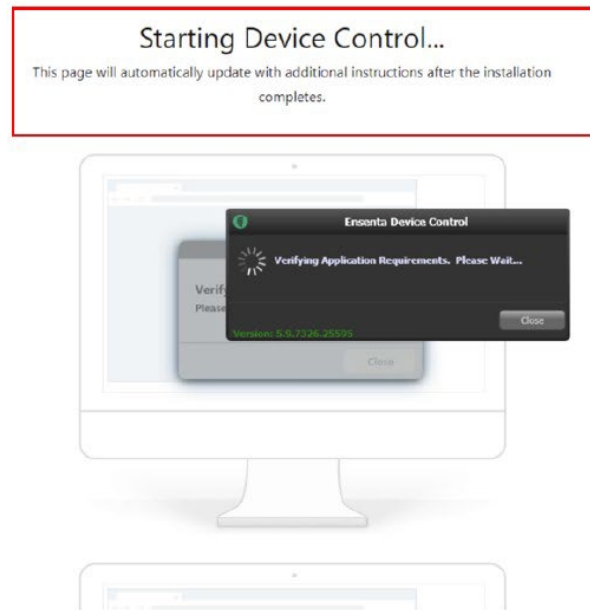 Starting Device Control...
This page will automatically update with additional instructions after the installation
completes.
Ensenta Device Control
Verifying Application Requirements. Please Wait...
Verify
Please
Close
Version: 5.9.7326.25595
Close